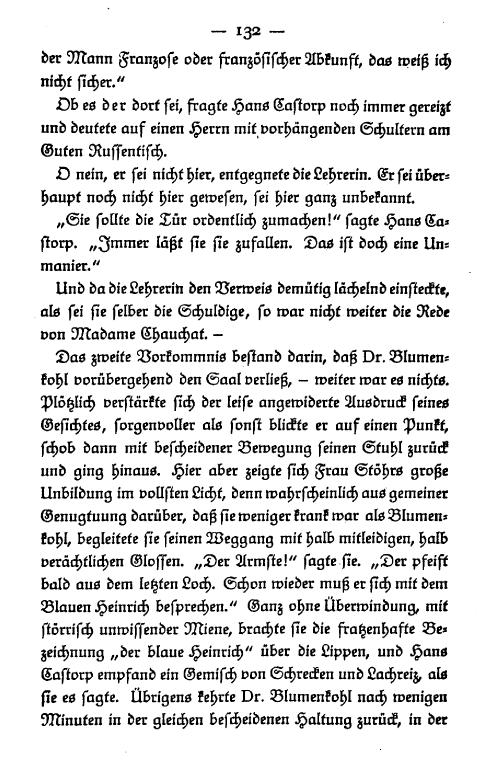 — 132 —
der Mann Franzose oder französischer Abkunft, das weiß ich
nicht sicher.“
Ob es der dort sei, fragte Hans Castorp noch immer gereizt
und deutete auf einen Herrn mit vorhängenden Schultern am
Guten Russentisch.
O nein, er sei nicht hier, entgegnete die Lehrerin. Er sei über-
haupt noch nicht hier gewesen, sei hier ganz unbekannt.
„Sie sollte die Tür ordentlich zumachen!“ sagte Hans Ca-
storp. „Immer läßt sie sie zufallen. Das ist doch eine Un-
manier.“
Und da die Lehrerin den Verweis demütig lächelnd einsteckte,
als sei sie selber die Schuldige, so war nicht weiter die Rede
von Madame Chauchat. —
Das zweite Vorkommnis bestand darin, daß Dr. Blumen-
kohl vorübergehend den Saal verließ, — weiter war es nichts.
Plötzlich verstärkte sich der leise angewiderte Ausdruck seines
Gesichtes, sorgenvoller als sonst blickte er auf einen Punkt,
schob dann mit bescheidener Bewegung seinen Stuhl zurück
und ging hinaus. Hier aber zeigte sich Frau Stöhrs große
Unbildung im vollsten Licht, denn wahrscheinlich aus gemeiner
Genugtuung darüber, daß sie weniger krank war als Blumen-
kohl, begleitete sie seinen Weggang mit halb mitleidigen, halb
verächtlichen Glossen. „Der Ärmste!“ sagte sie. „Der pfeift
bald aus dem letzten Loch. Schon wieder muß er sich mit dem
Blauen Heinrich besprechen.“ Ganz ohne Überwindung, mit
störrisch unwissender Miene, brachte sie die fratzenhafte Be-
zeichnung „der blaue Heinrich“ über die Lippen, und Hans
Castorp empfand ein Gemisch von Schrecken und Lachreiz, als
sie es sagte. Übrigens kehrte Dr. Blumenkohl nach wenigen
Minuten in der gleichen bescheidenen Haltung zurück, in der